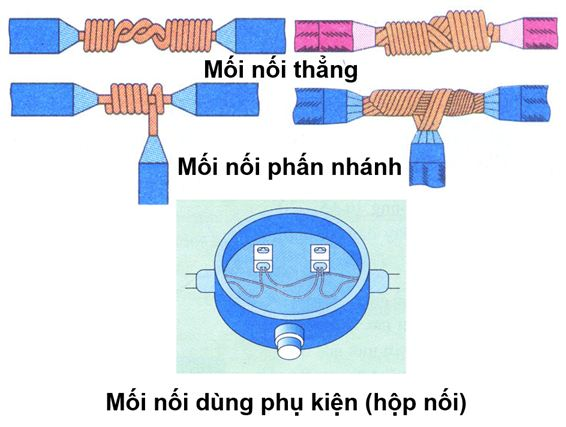 Mối nối thẳng
Mối nối phấn nhánh
Mối nối dùng phụ kiện (hộp nối)